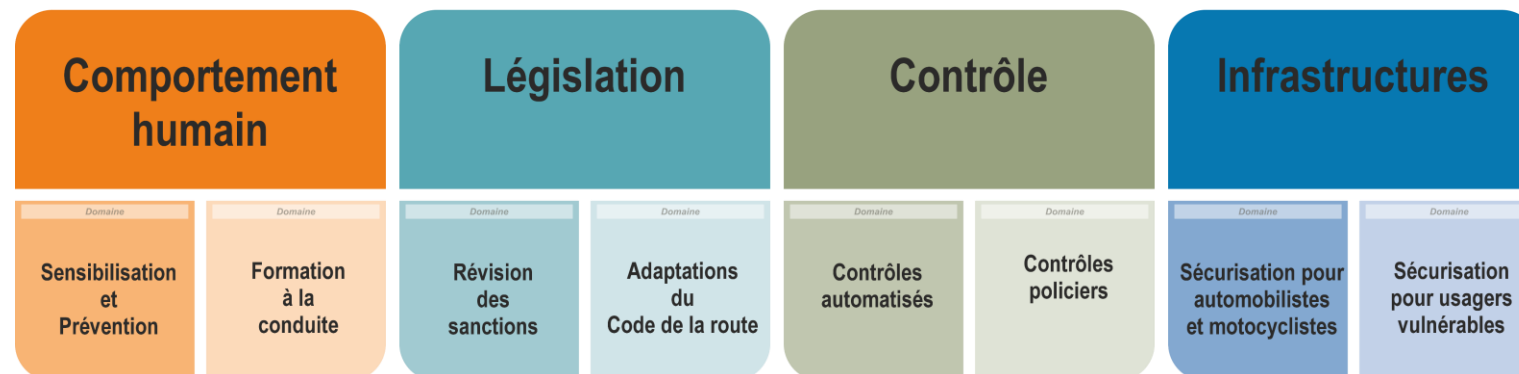 Comportement
humain
Législation
Contrôle
Infrastructures
Domaine
Sensibilisation
et
Prévention
Domaine
Formation
à la
conduite
Domaine
Révision
des
sanctions
Domaine
Adaptations
du
Code de la route
Domaine
Contrôles
automatisés
Domaine
Contrôles
policiers
Domaine
Sécurisation pour
automobilistes
et motocyclistes
Domaine
Sécurisation
pour usagers
vulnérables